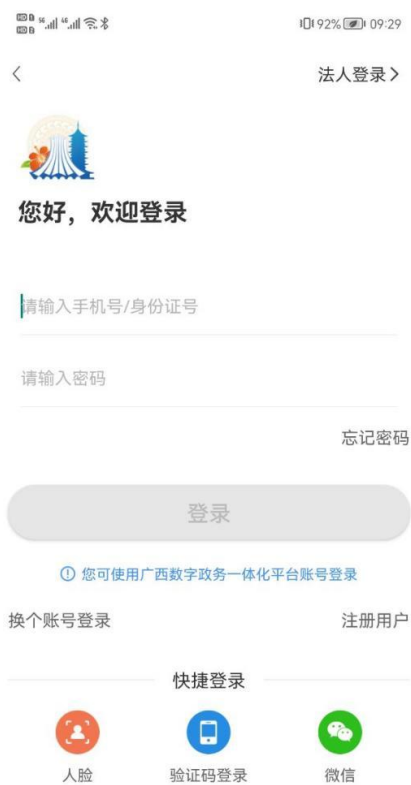 92% 09:29
法人登录
您好，欢迎登录
请输入手机号/身份证号
请输入密码
忘记密码
登录
您可使用广西数字政务一体化平台账号登录
换个账号登录 注册用户
快捷登录
人脸 验证码登录 微信